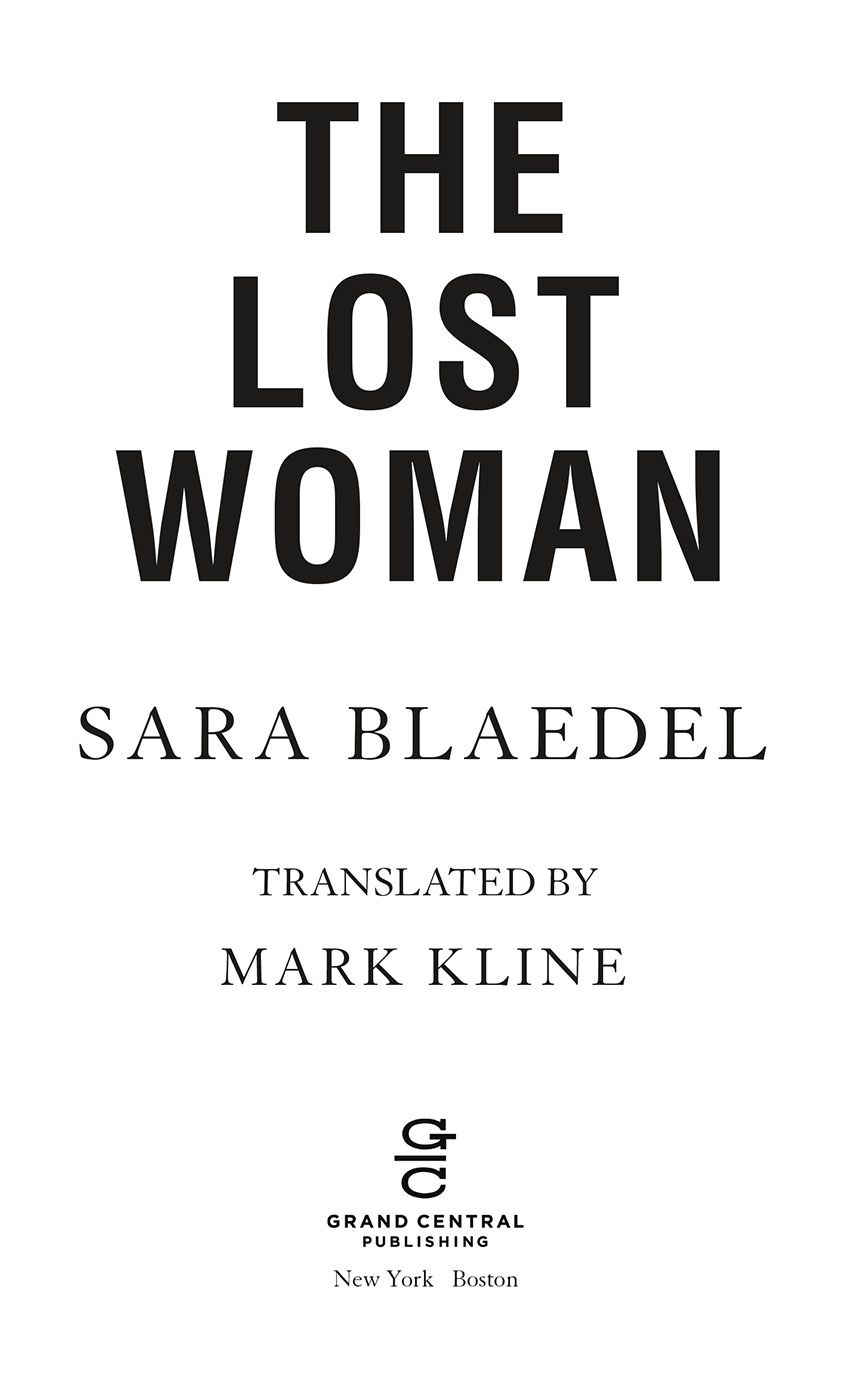 THE
LOST
WOMAN
SARA BLAEDEL
TRANSLATED BY
MARK KLINE
GC
GRAND CENTRAL
PUBLISHING
New York Boston